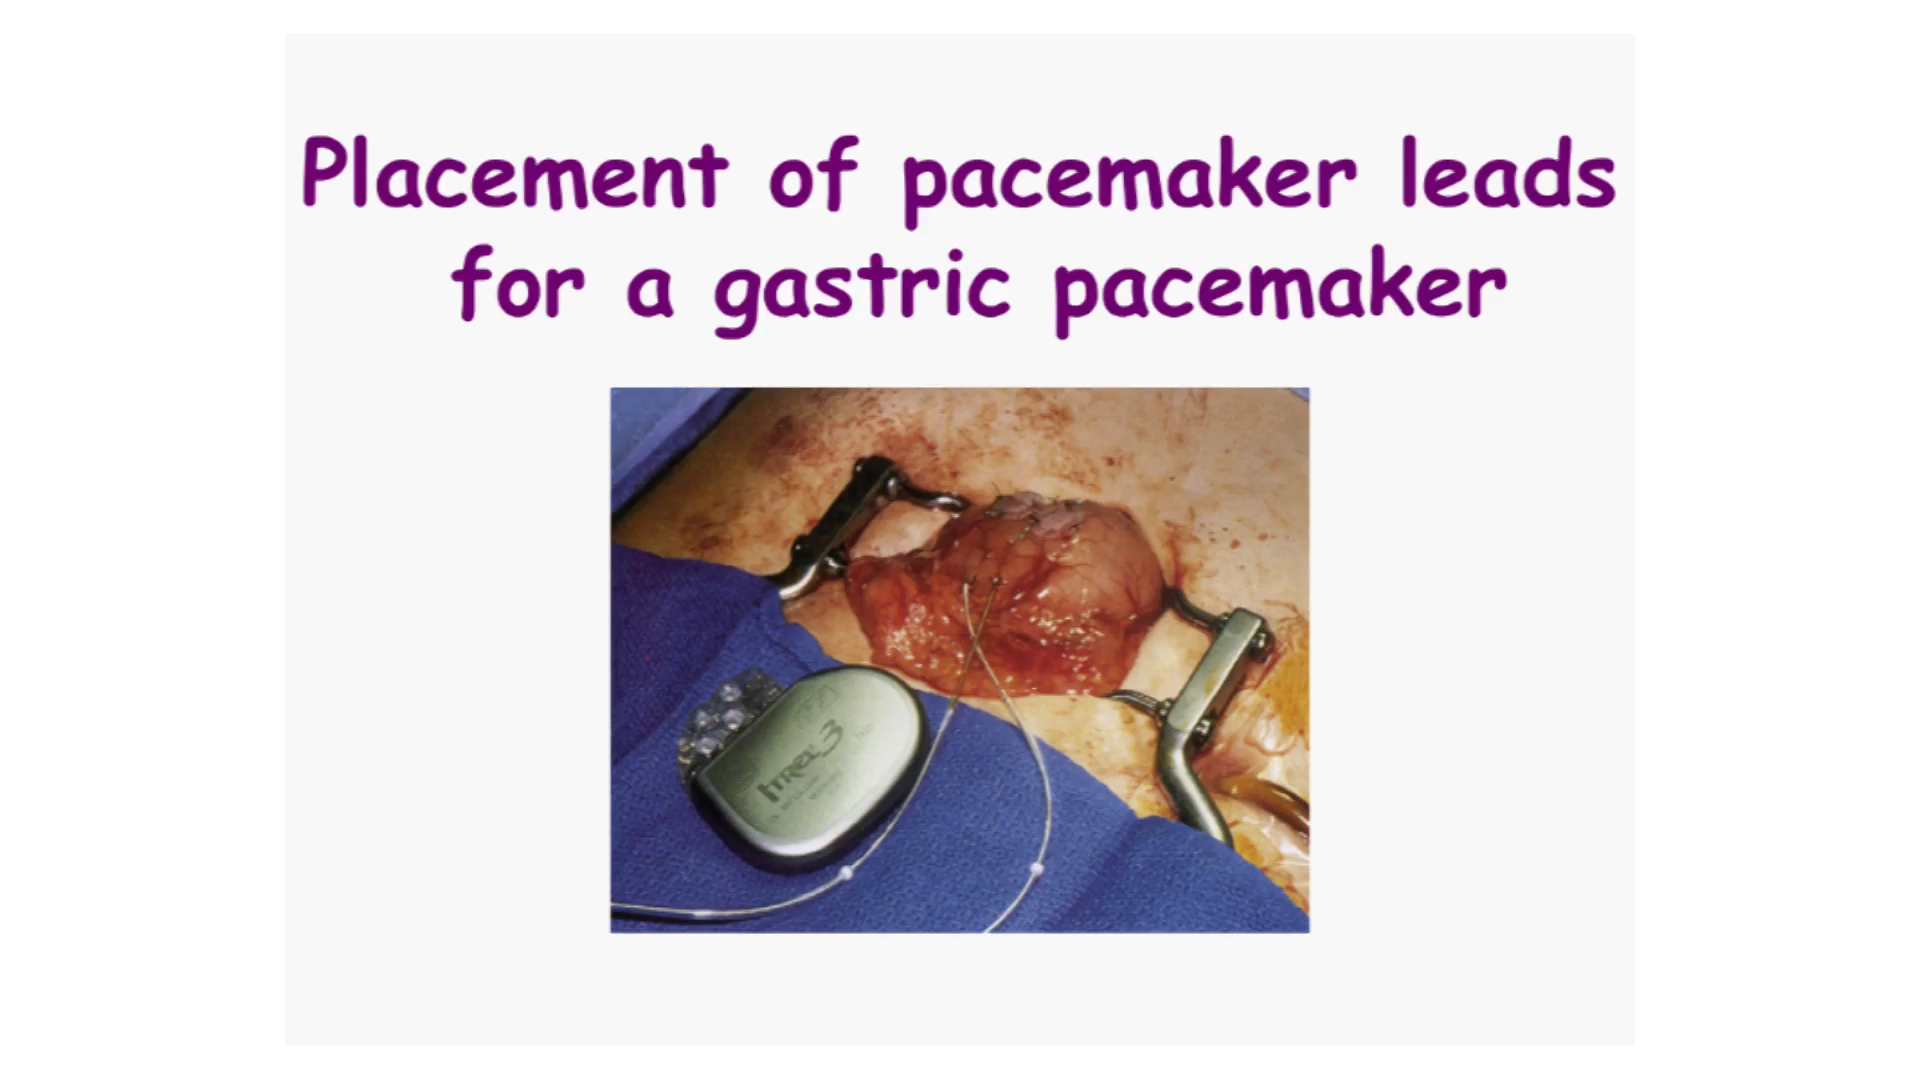 Placement of pacemaker leads
for a gastric pacemaker
ITREL 3